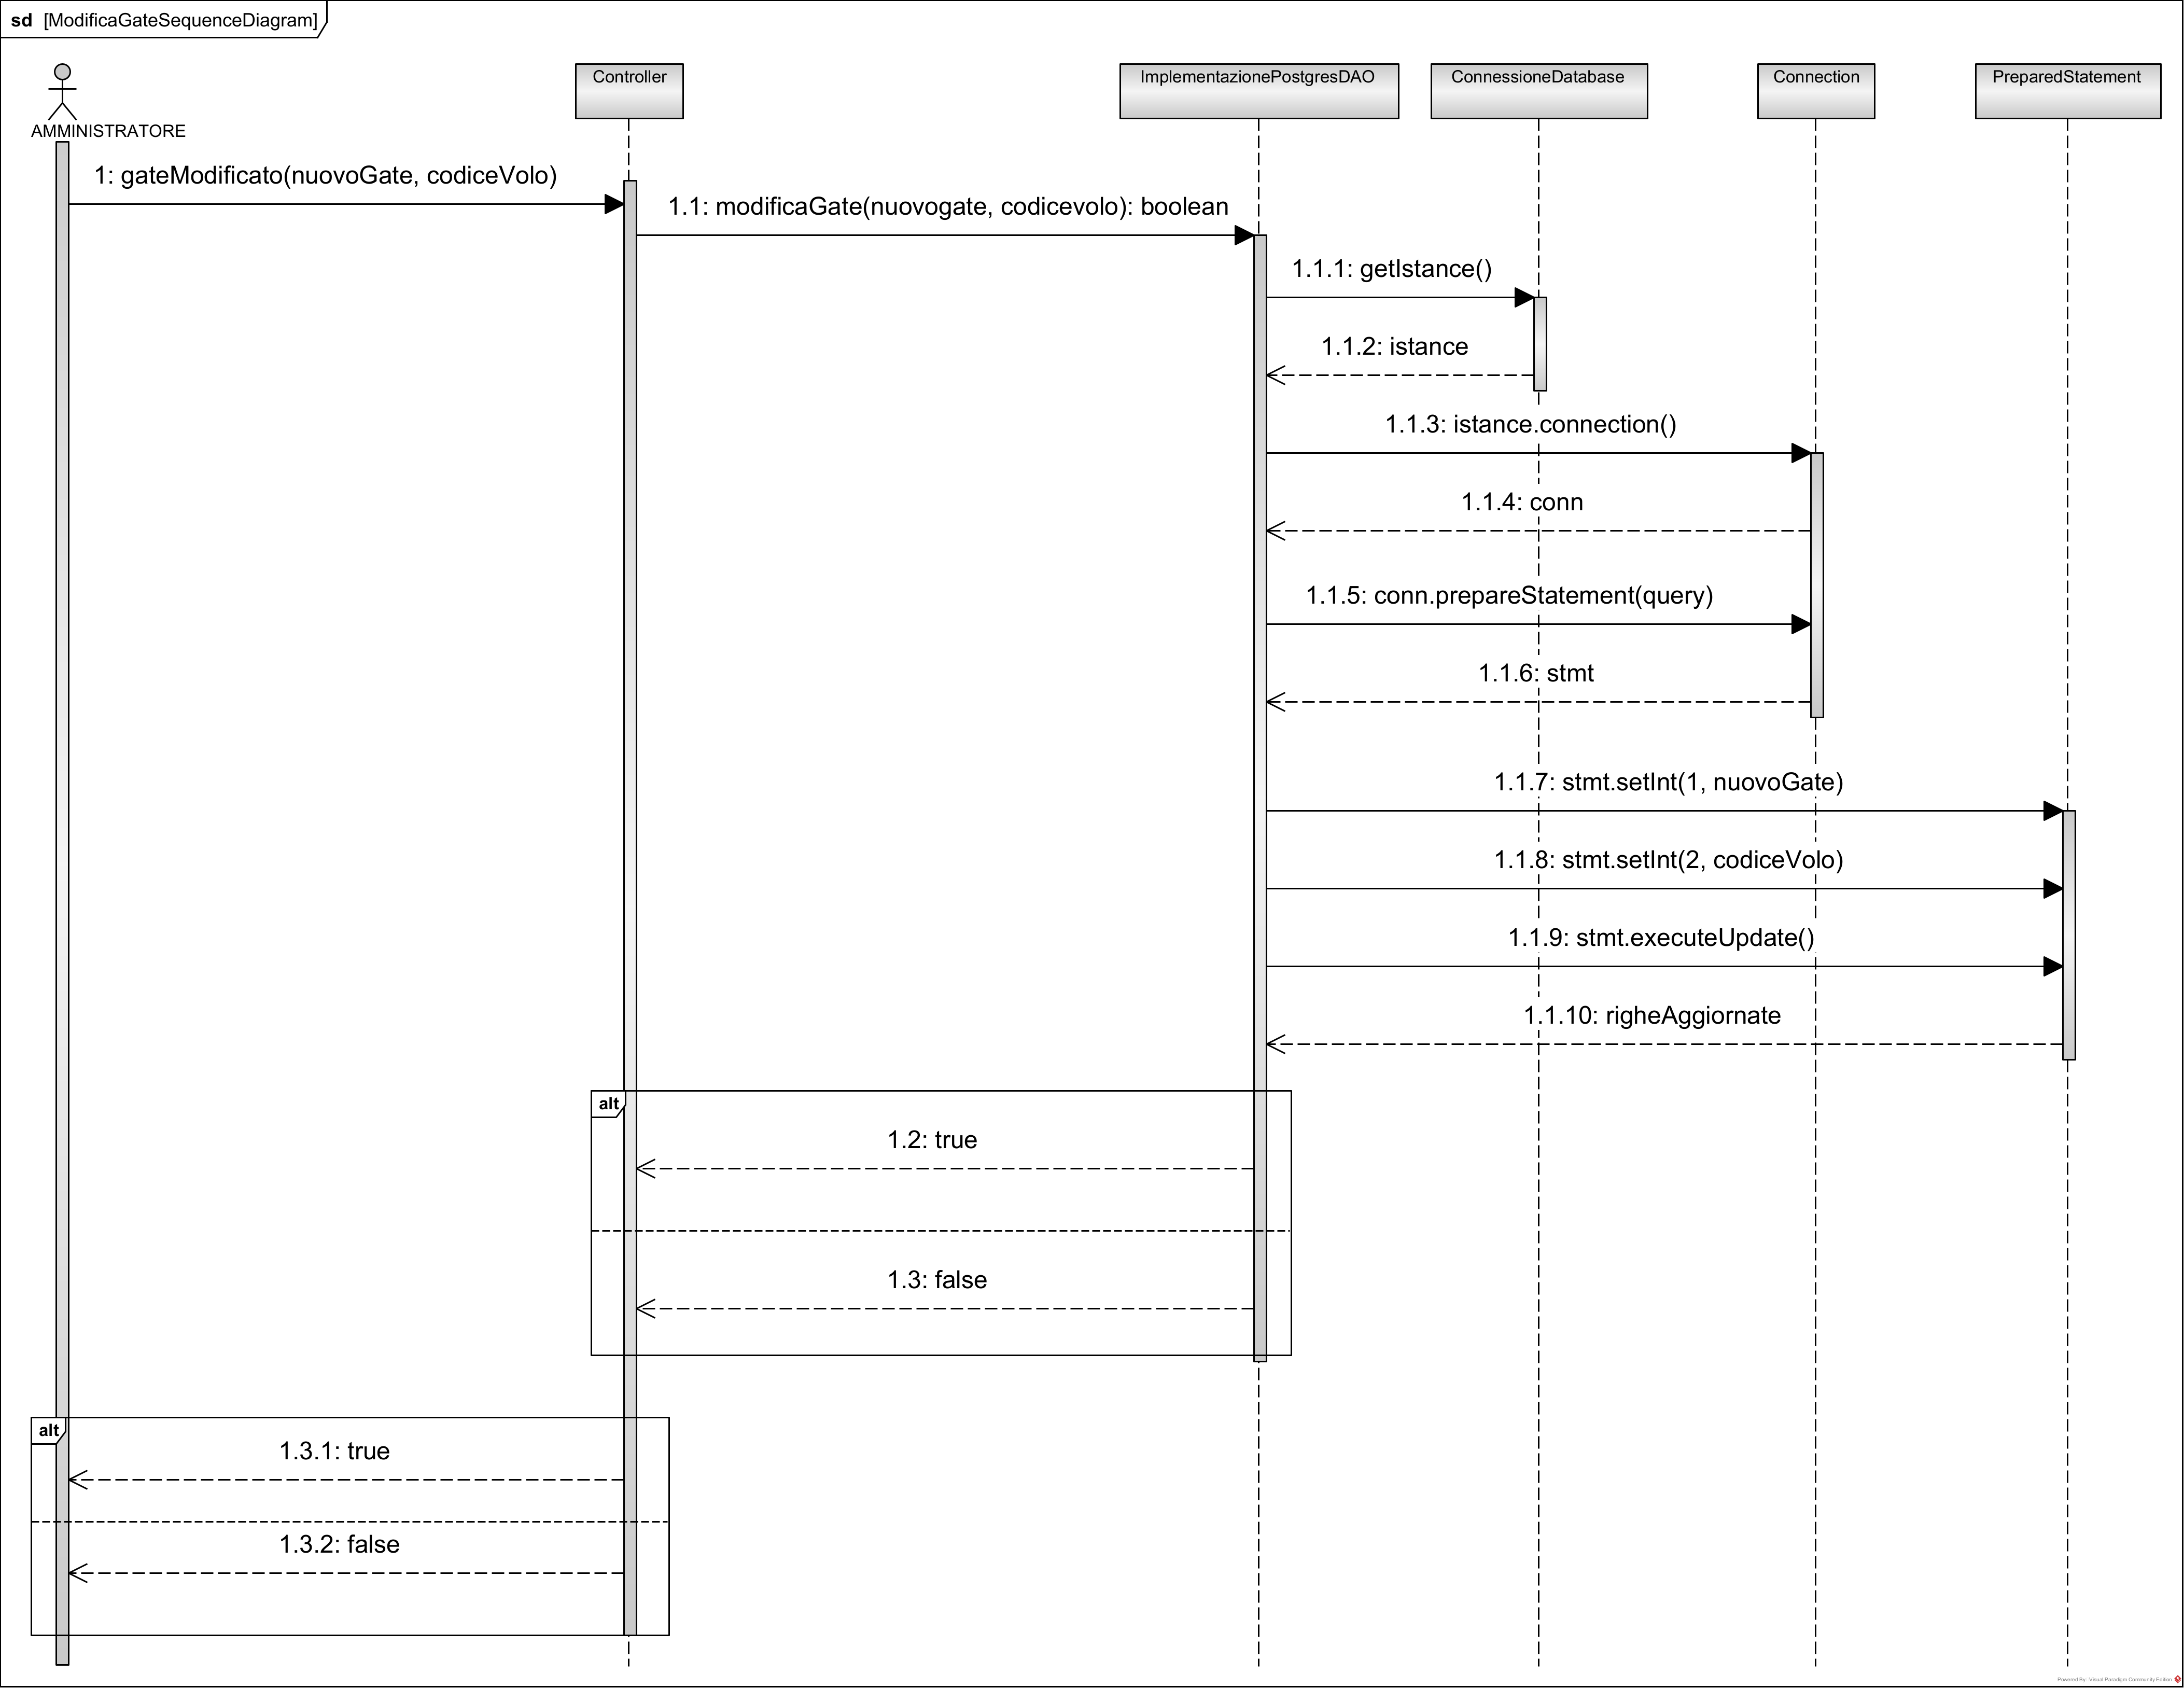 sd [ModificaGateSequenceDiagram]
AMMINISTRATORE
Controller
ImplementazionePostgresDAO
ConnessioneDatabase
Connection
PreparedStatement
1: gateModificato(nuovoGate, codiceVolo)
1.1: modificaGate(nuovogate, codicevolo): boolean
1.1.1: getIstance()
1.1.2: istance
1.1.3: istance.connection()
1.1.4: conn
1.1.5: conn.prepareStatement(query)
1.1.6: stmt
1.1.7: stmt.setInt(1, nuovoGate)
1.1.8: stmt.setInt(2, codiceVolo)
1.1.9: stmt.executeUpdate()
1.1.10: righeAggiornate
alt
1.2: true
1.3: false
alt
1.3.1: true
1.3.2: false
Powered By: Visual Paradigm Community Edition